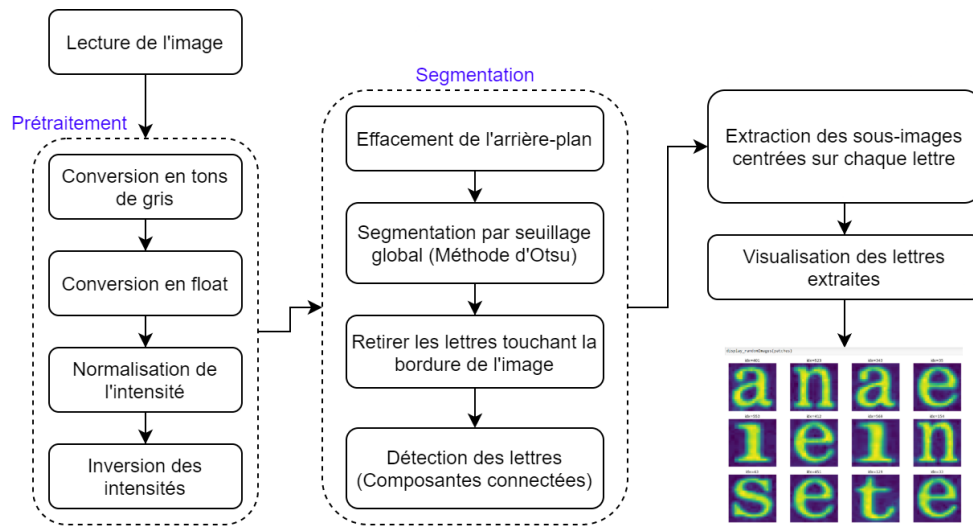 Lecture de l'image
Prétraitement
Conversion en tons
de gris
Conversion en float
Normalisation de
l'intensité
Inversion des
intensités
Segmentation
Effacement de l'arrière-plan
Segmentation par seuillage
global (Méthode d'Otsu)
Retirer les lettres touchant la
bordure de l'image
Détection des lettres
(Composantes connectées)
Extraction des sous-images
centrées sur chaque lettre
Visualisation des lettres
extraites
a n a e
i e i n
s e t e